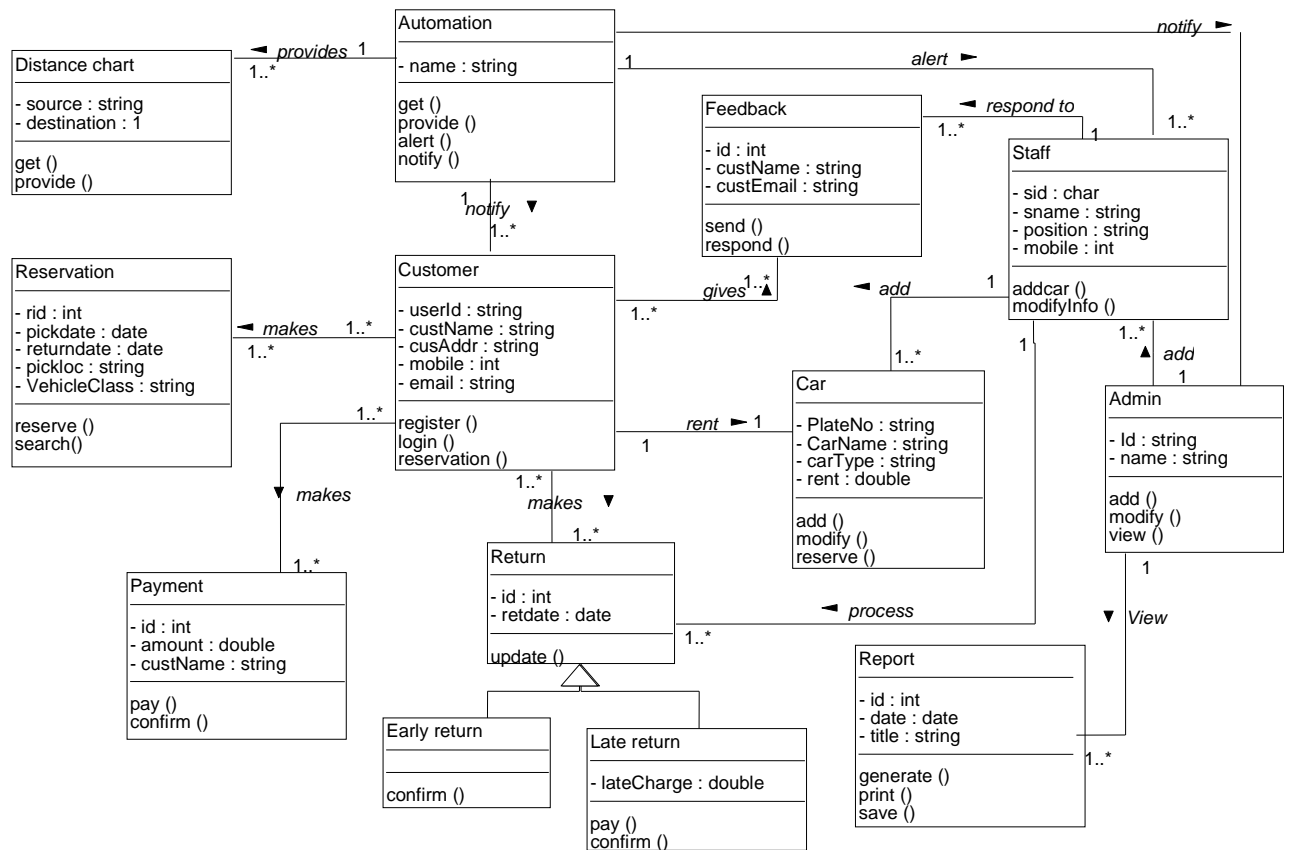 Automation
- name : string
get ()
provide ()
alert ()
notify ()
provides
1
1..*
Distance chart
- source : string
- destination : 1
get ()
provide ()
notify
alert
1
1..*
Feedback
- id : int
- custName : string
- custEmail : string
send ()
respond ()
respond to
1..*
1
Staff
- sid : char
- sname : string
- position : string
- mobile : int
addcar ()
modifyInfo ()
1
notify
1..*
Reservation
- rid : int
- pickdate : date
- returndate : date
- pickloc : string
- VehicleClass : string
reserve ()
search()
makes
1..*
1..*
Customer
- userId : string
- custName : string
- cusAddr : string
- mobile : int
- email : string
register ()
login ()
reservation ()
gives
1..*
1..*
add
1
1..*
1
1..*
add
1
Car
- PlateNo : string
- CarName : string
- carType : string
- rent : double
add ()
modify ()
reserve ()
rent
1
1
Admin
- Id : string
- name : string
add ()
modify ()
view ()
1..*
makes
1..*
1..*
makes
1..*
Payment
- id : int
- amount : double
- custName : string
pay ()
confirm ()
Return
- id : int
- retdate : date
update ()
process
1..*
1
View
1..*
Report
- id : int
- date : date
- title : string
generate ()
print ()
save ()
Early return
confirm ()
Late return
- lateCharge : double
pay ()
confirm ()